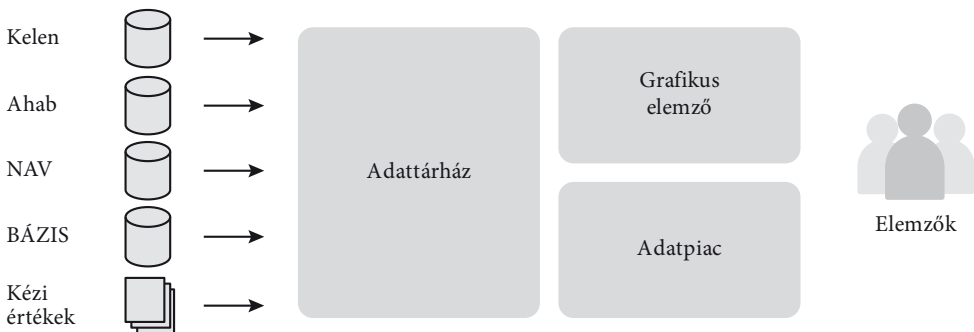 Kelen
Ahab
NAV
BÁZIS
Kézi
értékek
Adattárház
Grafikus
elemző
Adatpiac
Elemzők